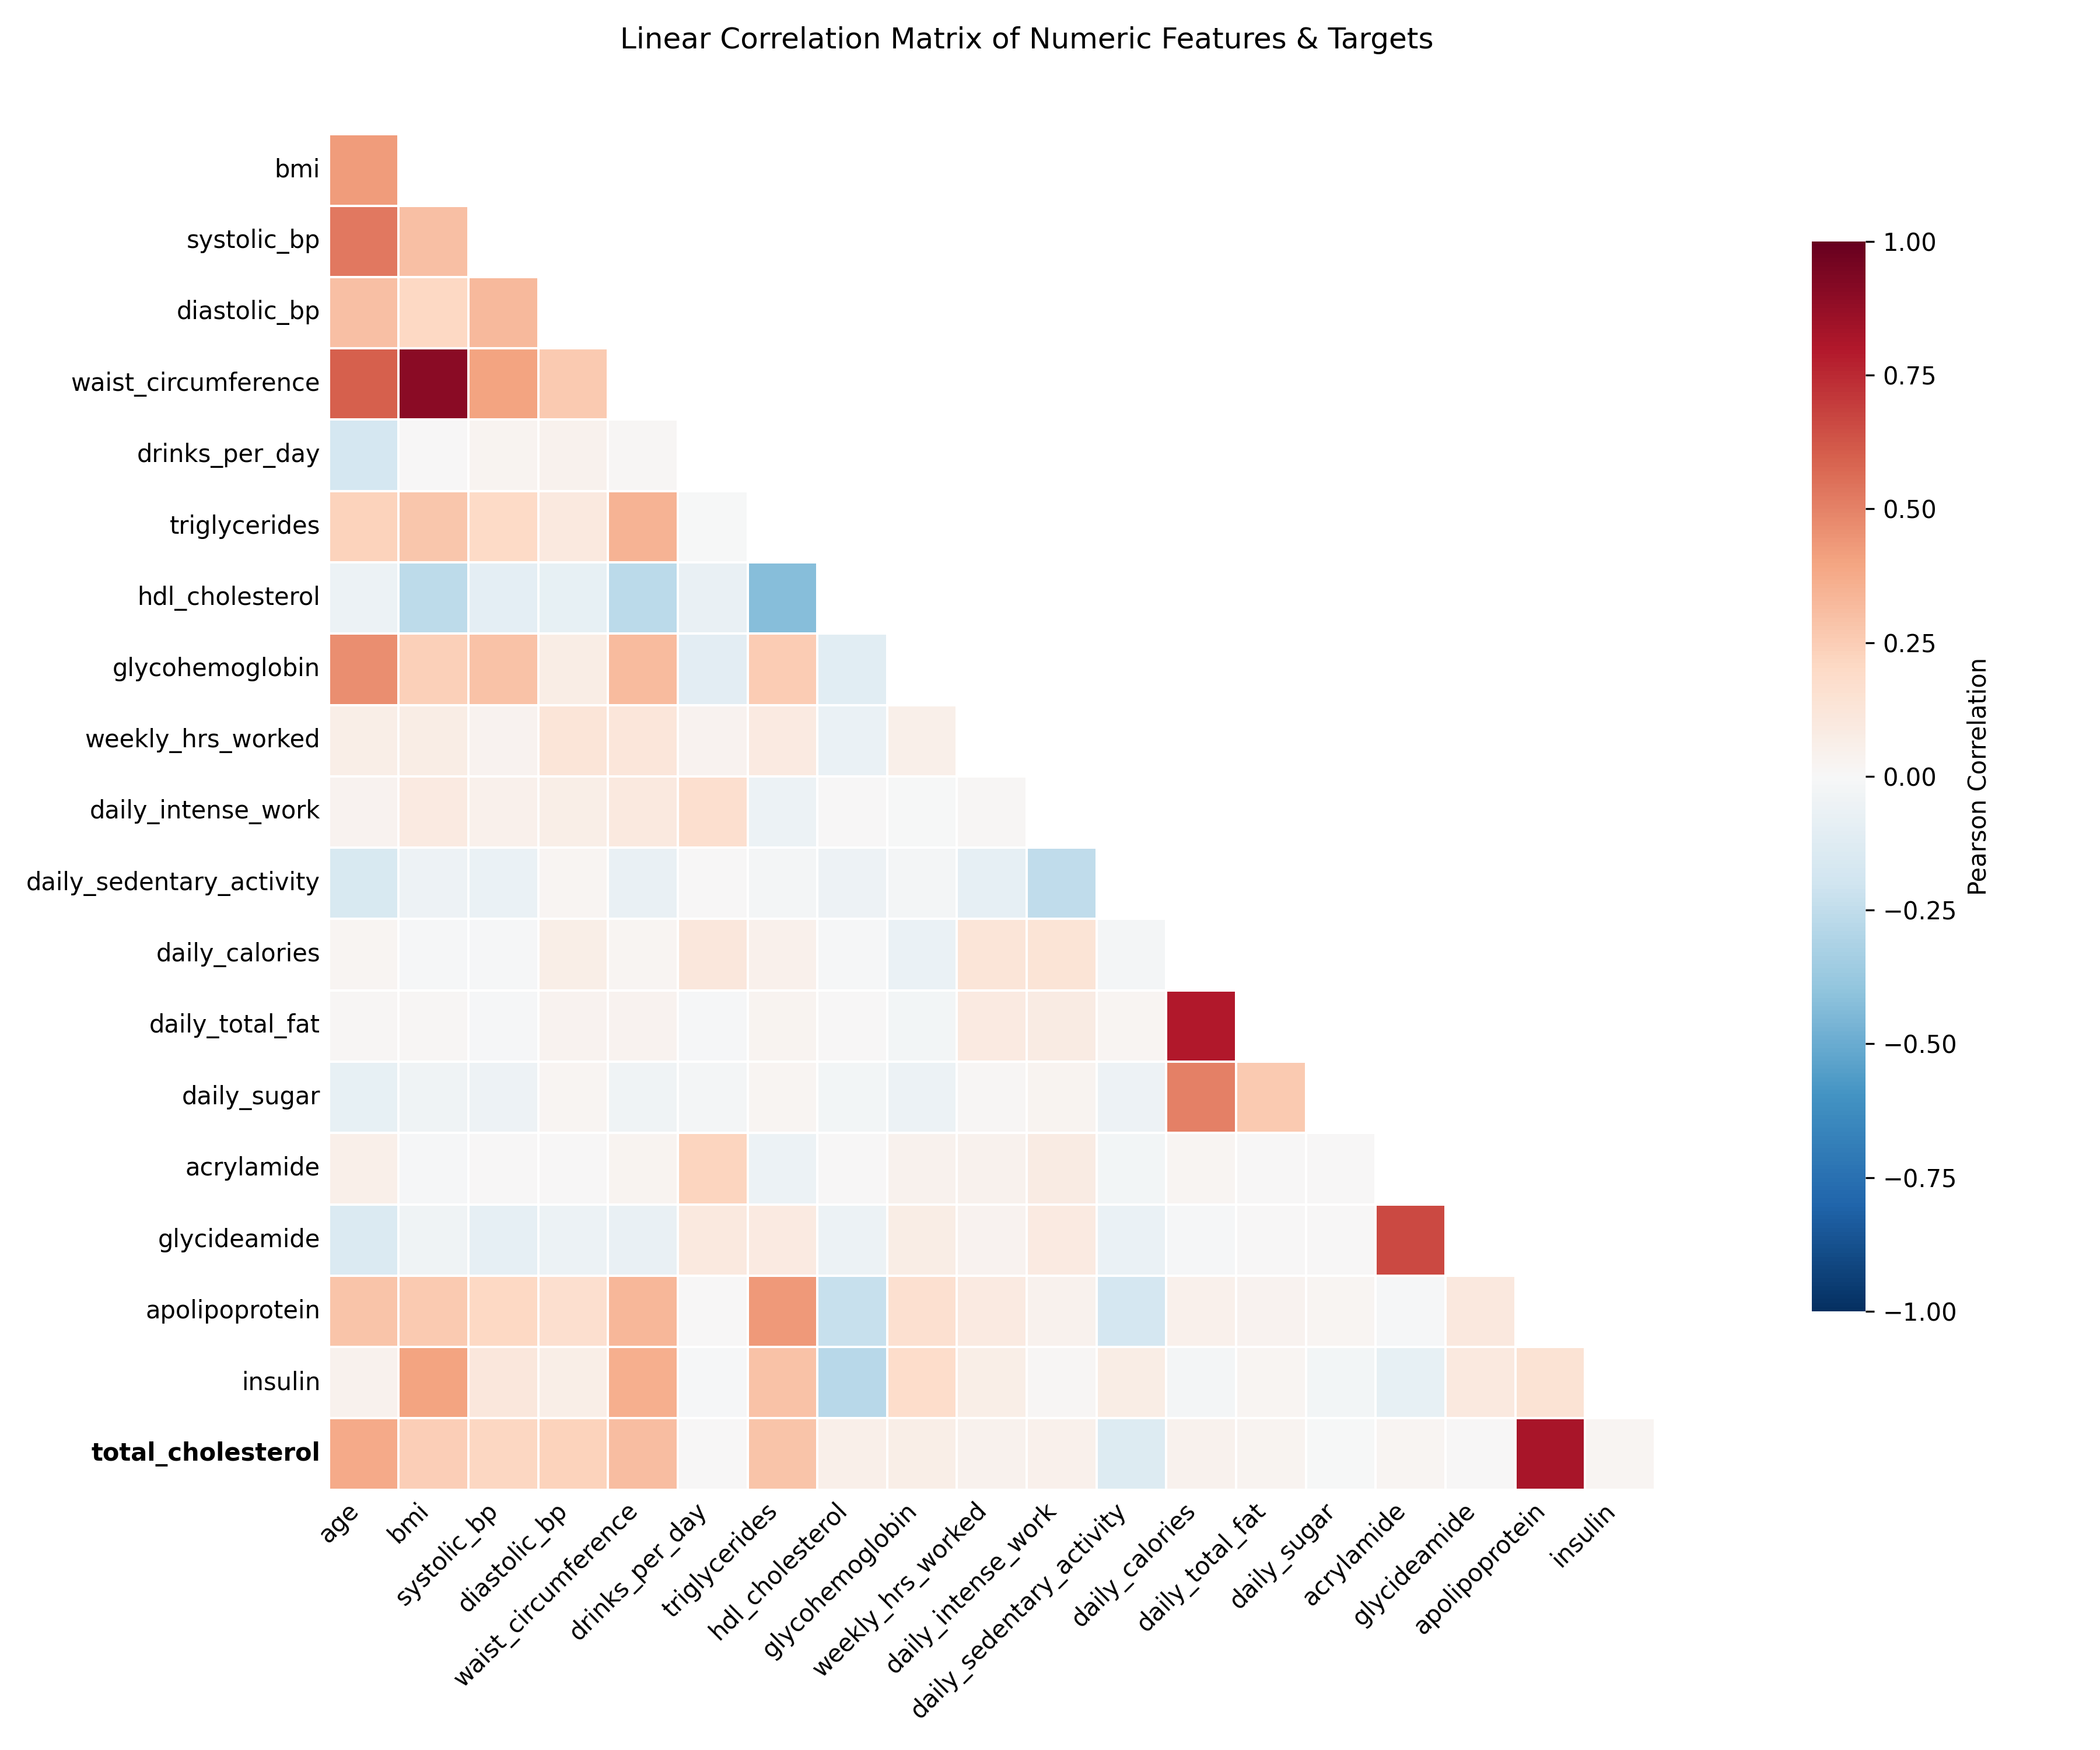 Linear Correlation Matrix of Numeric Features & Targets
bmi
systolic_bp
diastolic_bp
waist_circumference
drinks_per_day
triglycerides
hdl_cholesterol
glycohemoglobin
weekly_hrs_worked
daily_intense_work
daily_sedentary_activity
daily_calories
daily_total_fat
daily_sugar
acrylamide
glycideamide
apolipoprotein
insulin
total_cholesterol
age
bmi
systolic_bp
diastolic_bp
waist_circumference
drinks_per_day
triglycerides
hdl_cholesterol
glycohemoglobin
weekly_hrs_worked
daily_intense_work
daily_sedentary_activity
daily_calories
daily_total_fat
daily_sugar
acrylamide
glycideamide
apolipoprotein
insulin
1.00
0.75
0.50
0.25
0.00
−0.25
−0.50
−0.75
−1.00
Pearson Correlation